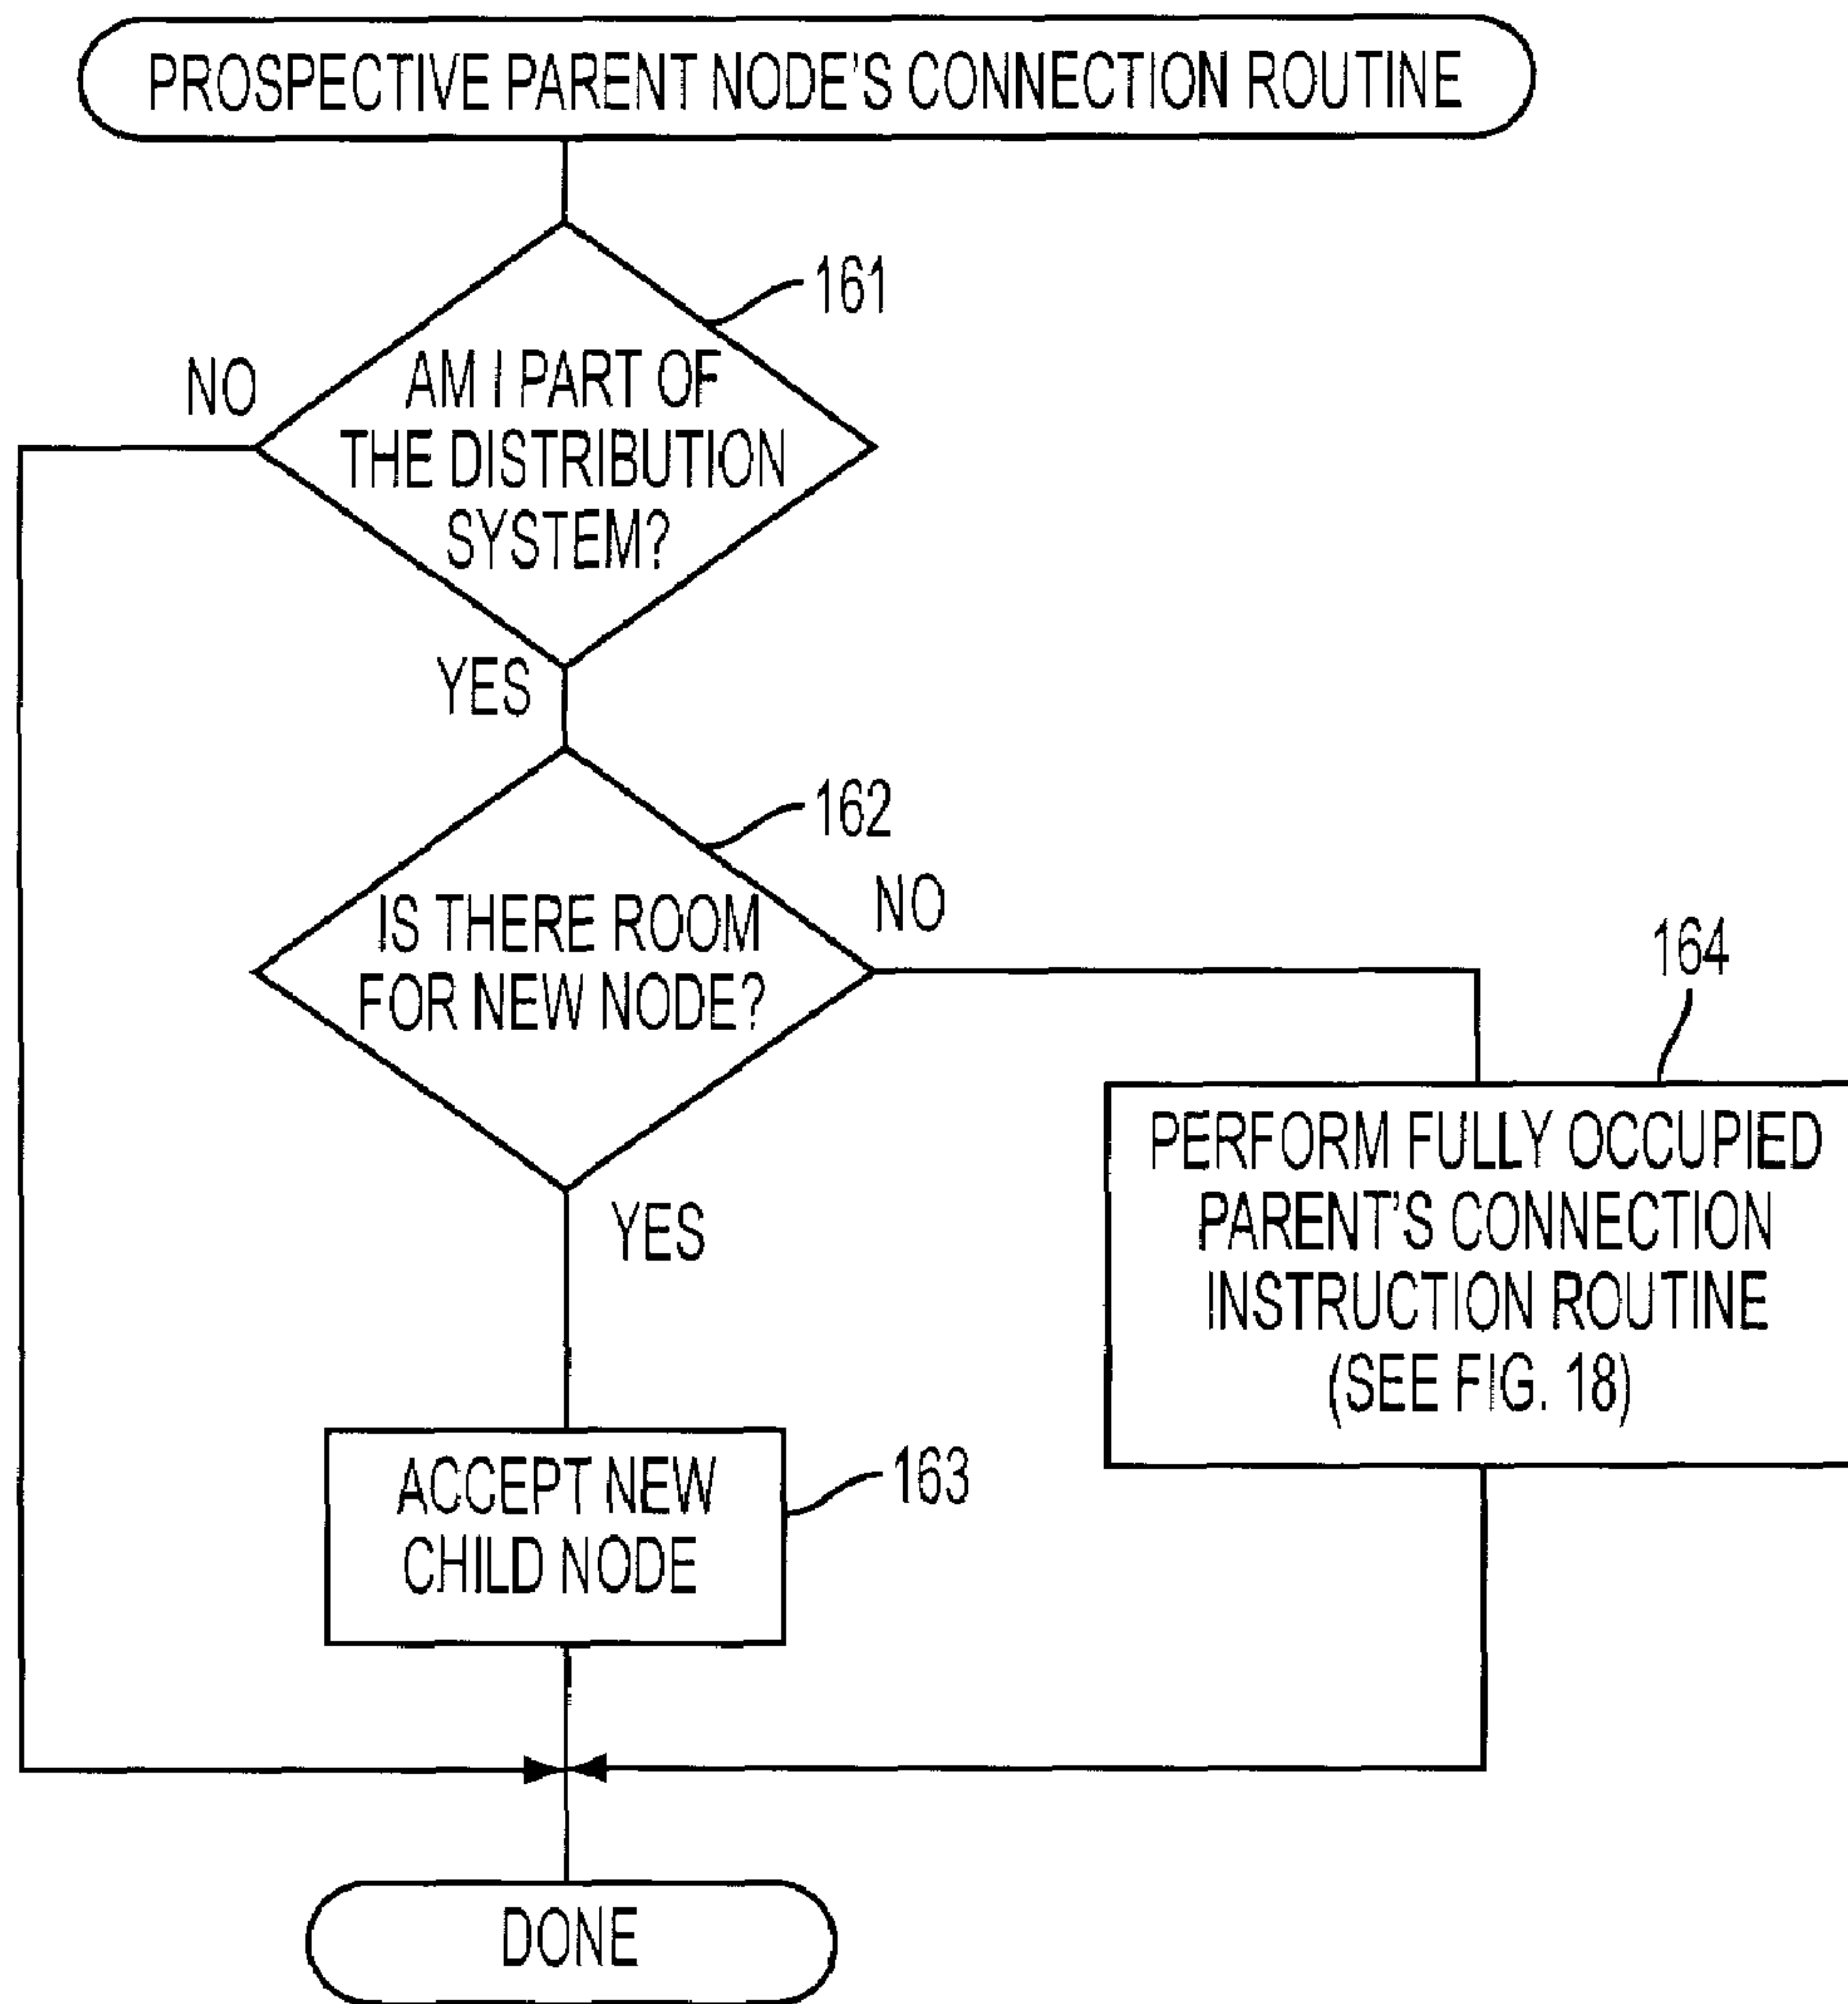 PROSPECTIVE PARENT NODE'S CONNECTION ROUTINE
161
NO
AM I PART OF
THE DISTRIBUTION
SYSTEM?
YES
162
NO
IS THERE ROOM
FOR NEW NODE?
164
YES
PERFORM FULLY OCCUPIED
PARENT'S CONNECTION
INSTRUCTION ROUTINE
(SEE FIG. 18)
ACCEPT NEW
CHILD NODE
163
DONE